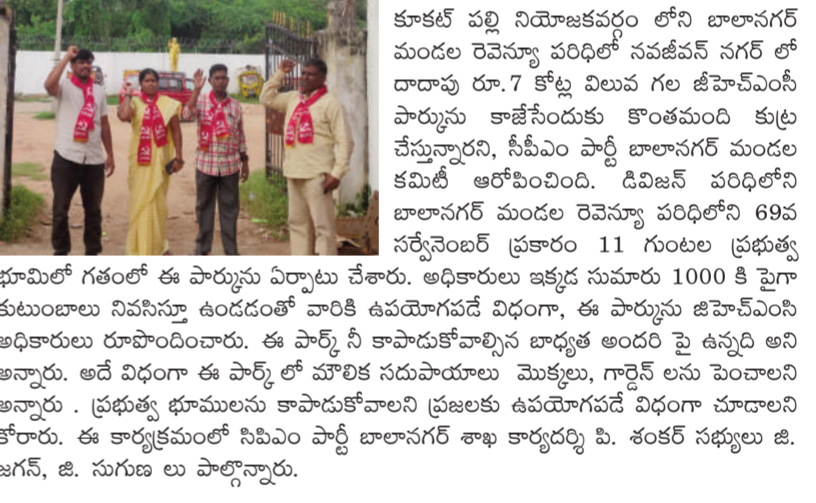 కూకట్ పల్లి నియోజకవర్గం లోని బాలానగర్
మండల రెవెన్యూ పరిధిలో నవజీవన్ నగర్ లో
దాదాపు రూ.7 కోట్ల విలువ గల జీహెచ్ఎంసీ
పార్కును కాజేసేందుకు కొంతమంది కుట్ర
చేస్తున్నారని, సీపీఎం పార్టీ బాలానగర్ మండల
కమిటీ ఆరోపించింది. డివిజన్ పరిధిలోని
బాలానగర్ మండల రెవెన్యూ పరిధిలోని 69వ
సర్వేనెంబర్ ప్రకారం 11 గుంటల ప్రభుత్వ
భూమిలో గతంలో ఈ పార్కును ఏర్పాటు చేశారు. అధికారులు ఇక్కడ సుమారు 1000 కి పైగా
కుటుంబాలు నివసిస్తూ ఉండడంతో వారికి ఉపయోగపడే విధంగా, ఈ పార్కును జిహెచ్ఎంసి
అధికారులు రూపొందించారు. ఈ పార్క్ నీ కాపాడుకోవాల్సిన బాధ్యత అందరి పై ఉన్నది అని
అన్నారు. అదే విధంగా ఈ పార్క్ లో మౌలిక సదుపాయాలు మొక్కలు, గార్డెన్ లను పెంచాలని
అన్నారు . ప్రభుత్వ భూములను కాపాడుకోవాలని ప్రజలకు ఉపయోగపడే విధంగా చూడాలని
కోరారు. ఈ కార్యక్రమంలో సిపిఎం పార్టీ బాలానగర్ శాఖ కార్యదర్శి పి. శంకర్ సభ్యులు జి.
జగన్, జి. సుగుణ లు పాల్గొన్నారు.